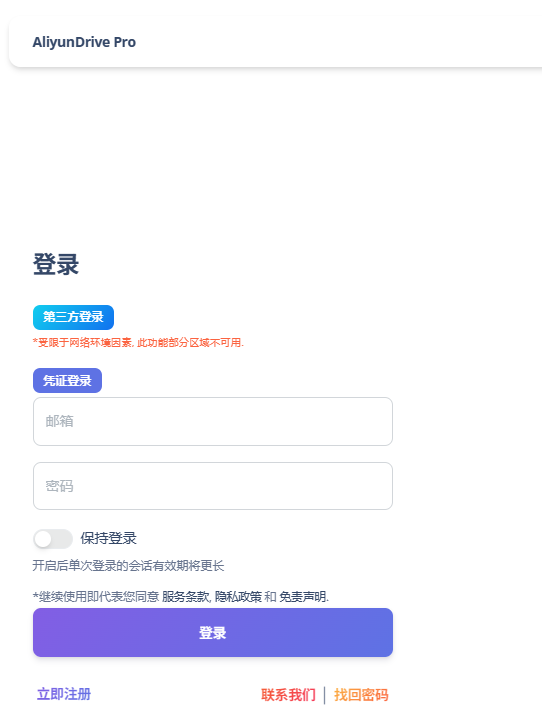 AliyunDrive Pro
登录
第三方登录
*受限于网络环境因素, 此功能部分区域不可用.
凭证登录
邮箱
密码
保持登录
开启后单次登录的会话有效期将更长
*继续使用即代表您同意 服务条款, 隐私政策 和 免责声明.
登录
立即注册 联系我们 | 找回密码